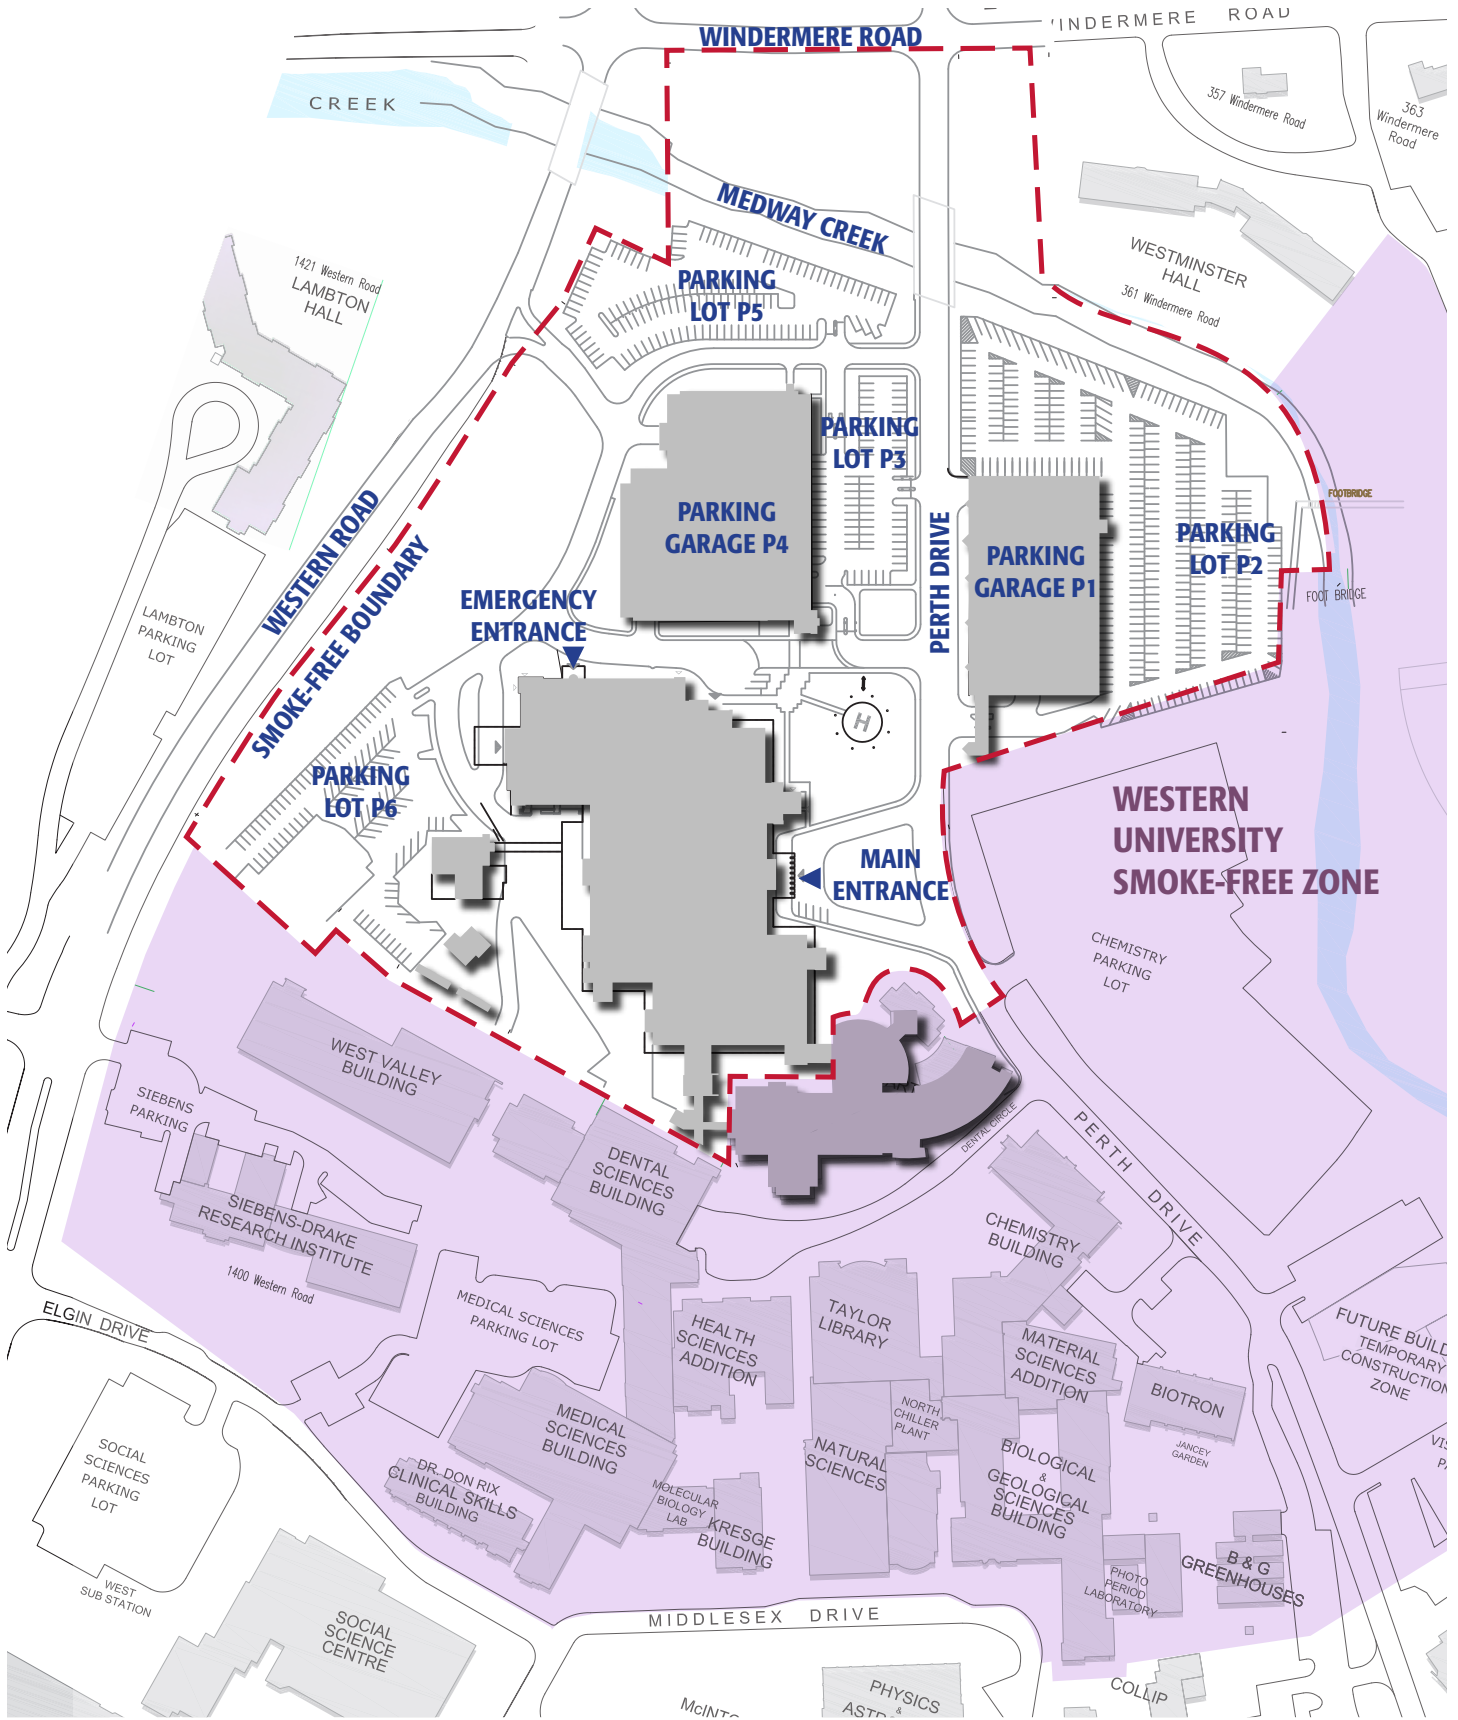 WINDERMERE ROAD
INDERMERE ROAD
CREEK
357 Windermere Road
363
Windermere
Road
MEDWAY CREEK
WESTMINSTER
HALL
361 Windermere Road
1421 Western Road
LAMBTON
HALL
PARKING
LOT P5
PARKING
LOT P3
PARKING
GARAGE P4
FOOTBRIDGE
PARKING
LOT P2
PERTH DRIVE
PARKING
GARAGE P1
FOOT BRIDGE
WESTERN ROAD
SMOKE-FREE BOUNDARY
EMERGENCY
ENTRANCE
LAMBTON
PARKING
LOT
H
PARKING
LOT P6
WESTERN
UNIVERSITY
SMOKE-FREE ZONE
MAIN
ENTRANCE
CHEMISTRY
PARKING
LOT
WEST VALLEY
BUILDING
SIEBENS
PARKING
DENTAL CIRCLE
PERTH DRIVE
DENTAL
SCIENCES
BUILDING
SIEBENS-DRAKE
RESEARCH INSTITUTE
1400 Western Road
CHEMISTRY
BUILDING
ELGIN DRIVE
MEDICAL SCIENCES
PARKING LOT
HEALTH
SCIENCES
ADDITION
TAYLOR
LIBRARY
MATERIAL
SCIENCES
ADDITION
FUTURE BUILD
TEMPORARY
CONSTRUCTION
ZONE
BIOTRON
JANCEY
GARDEN
NORTH
CHILLER
PLANT
MEDICAL
SCIENCES
BUILDING
NATURAL
SCIENCES
BIOLOGICAL
&
GEOLOGICAL
SCIENCES
BUILDING
SOCIAL
SCIENCES
PARKING
LOT
DR. DON RIX
CLINICAL SKILLS
BUILDING
MOLECULAR
BIOLOGY
LAB
KRESGE
BUILDING
PHOTO
PERIOD
LABORATORY
B & G
GREENHOUSES
WEST
SUB STATION
MIDDLESEX DRIVE
SOCIAL
SCIENCE
CENTRE
McINTO
PHYSICS
&
ASTR
COLLIP